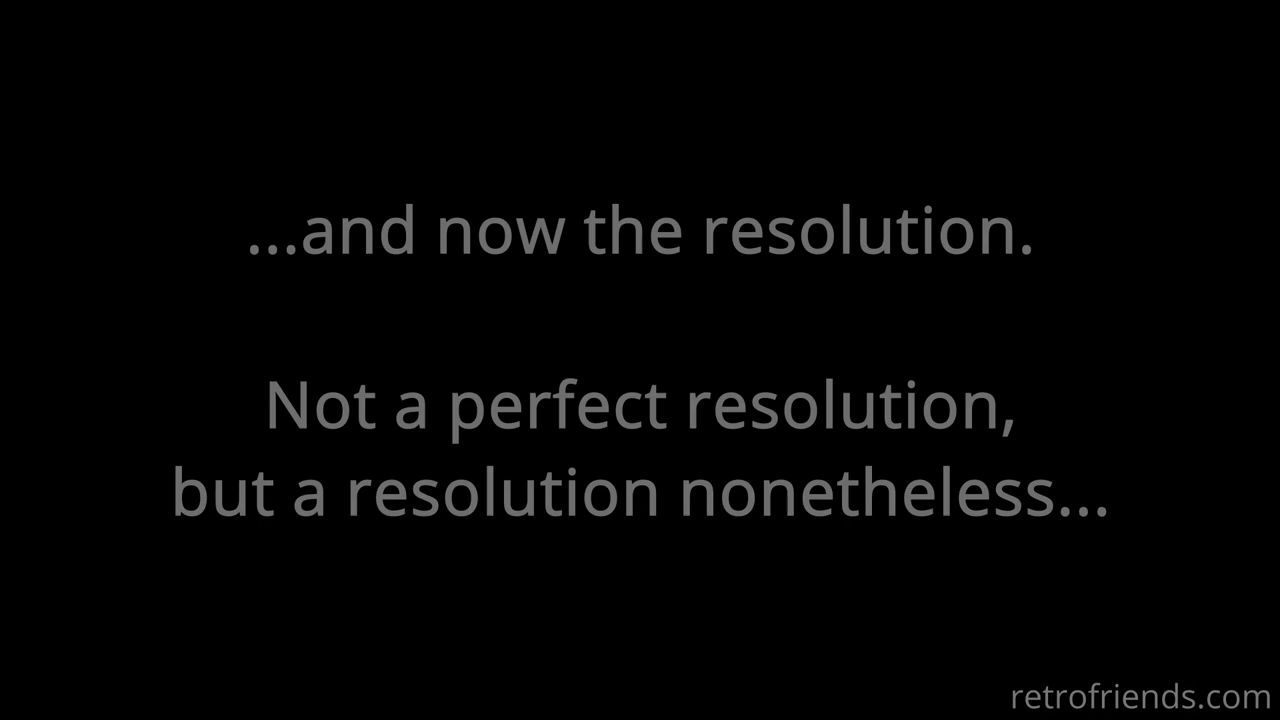 ...and now the resolution.
Not a perfect resolution,
but a resolution nonetheless...
retrofriends.com